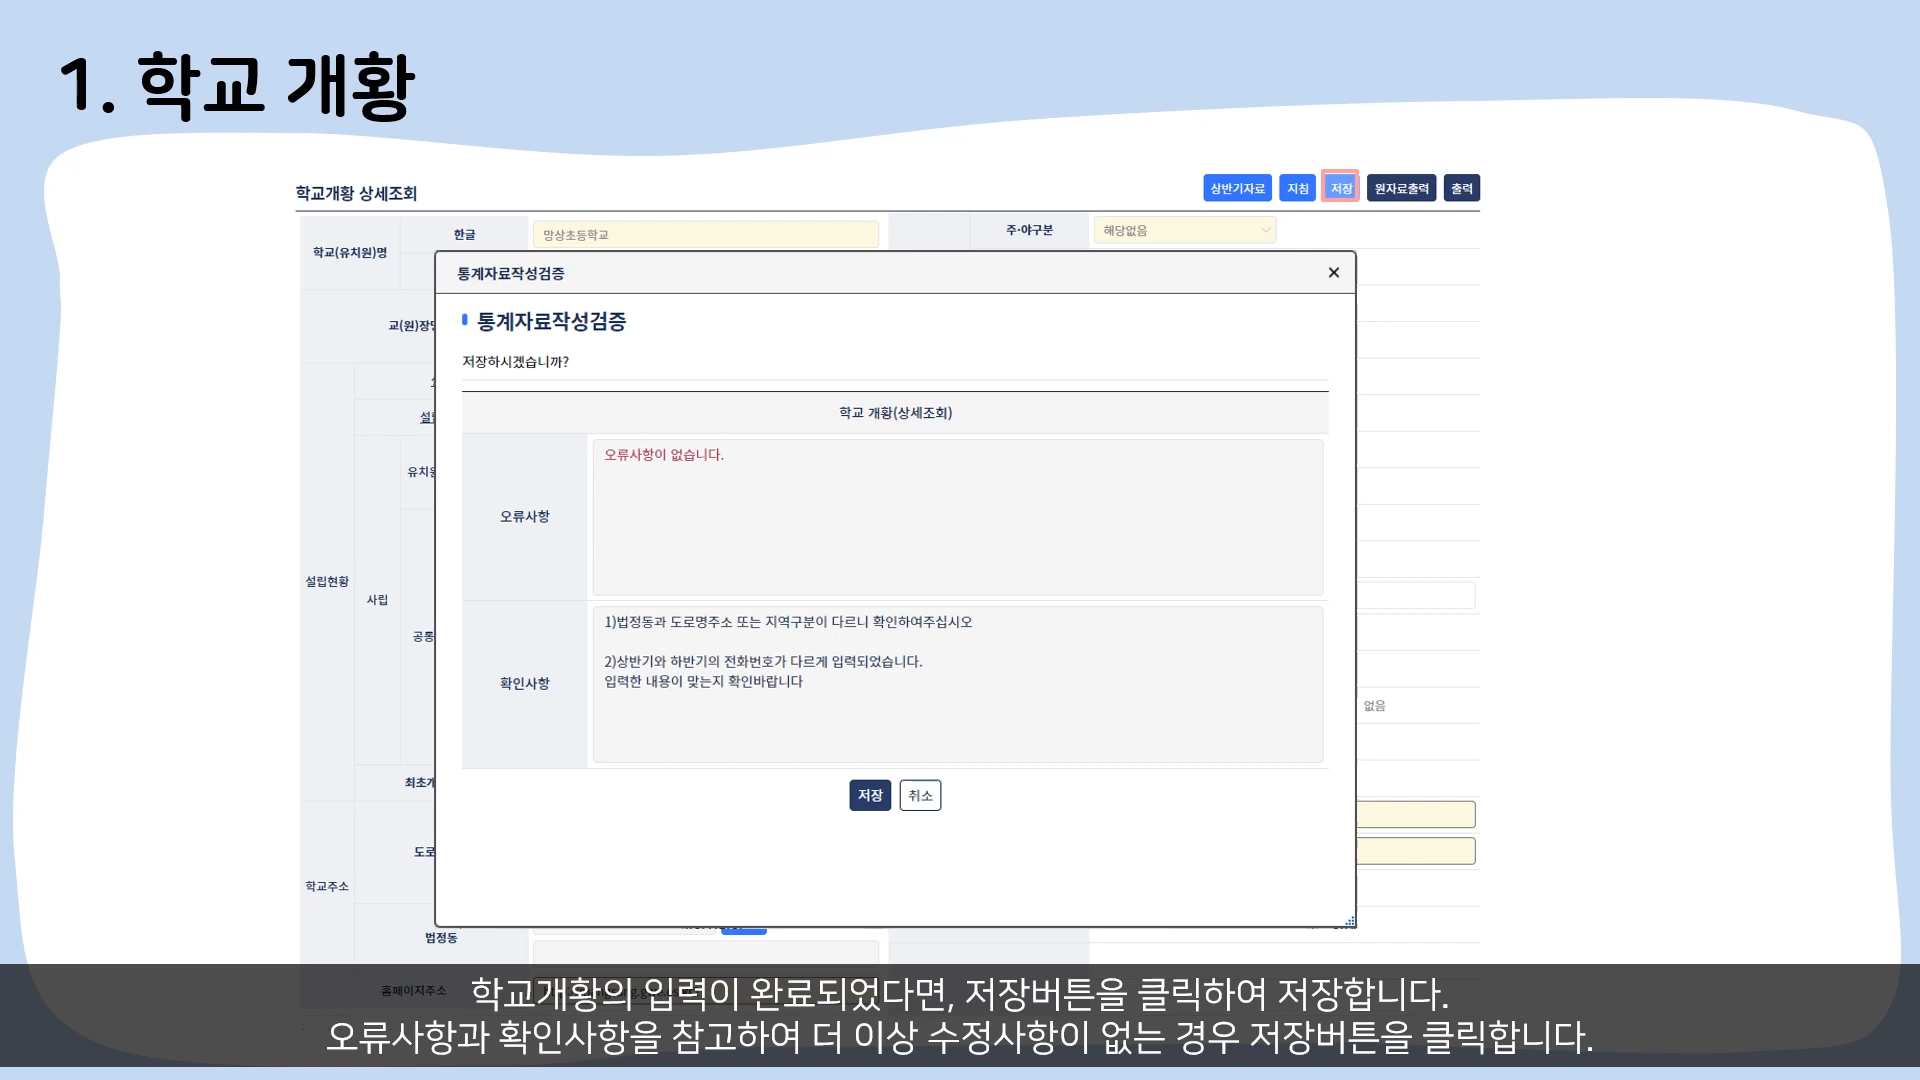 1. 학교 개황
학교개황 상세조회
상반기자료 지침 저장 원자료출력 출력
학교(유치원)명
한글
망상초등학교
주·야구분
해당없음
통계자료작성검증
통계자료작성검증
저장하시겠습니까?
학교 개황(상세조회)
오류사항
오류사항이 없습니다.
확인사항
1)법정동과 도로명주소 또는 지역구분이 다르니 확인하여주십시오
2)상반기와 하반기의 전화번호가 다르게 입력되었습니다.
입력한 내용이 맞는지 확인바랍니다
저장 취소
교(원)장명
설립현황
사립
없음
학교주소
법정동
홈페이지주소
학교개황의 입력이 완료되었다면, 저장버튼을 클릭하여 저장합니다.
오류사항과 확인사항을 참고하여 더 이상 수정사항이 없는 경우 저장버튼을 클릭합니다.